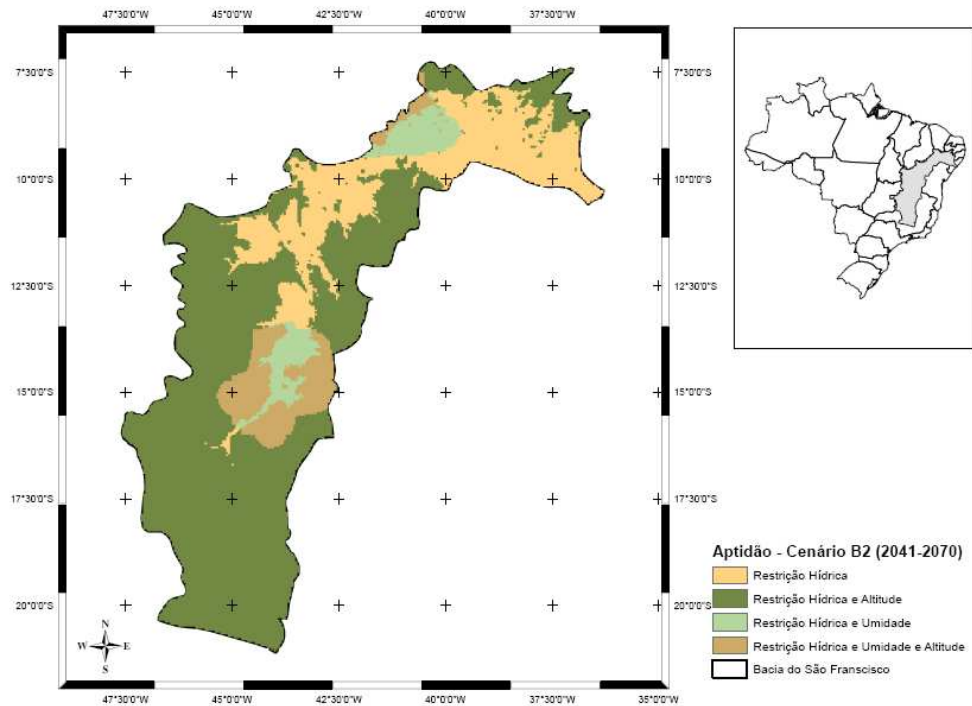 47°30'0"W 45°0'0"W 42°30'0"W 40°0'0"W 37°30'0"W
7°30'0"S 7°30'0"S
10°0'0"S 10°0'0"S
12°30'0"S 12°30'0"S
15°0'0"S 15°0'0"S
17°30'0"S 17°30'0"S
20°0'0"S 20°0'0"S
N
W E
S
47°30'0"W 45°0'0"W 42°30'0"W 40°0'0"W 37°30'0"W 35°0'0"W
Aptidão - Cenário B2 (2041-2070)
Restrição Hídrica
Restrição Hídrica e Altitude
Restrição Hídrica e Umidade
Restrição Hídrica e Umidade e Altitude
Bacia do São Franscisco